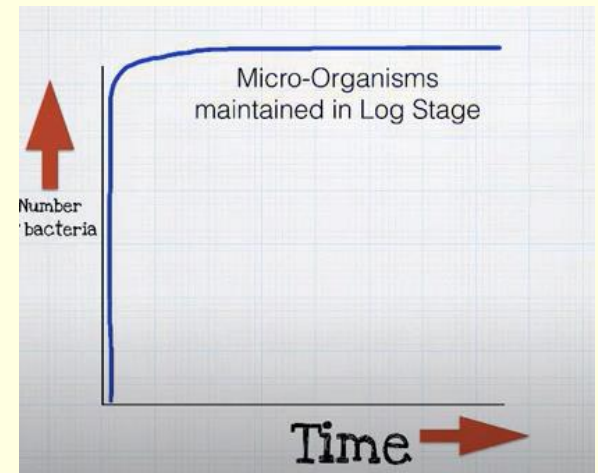 Micro-Organisms
maintained in Log Stage
Number
bacteria
Time